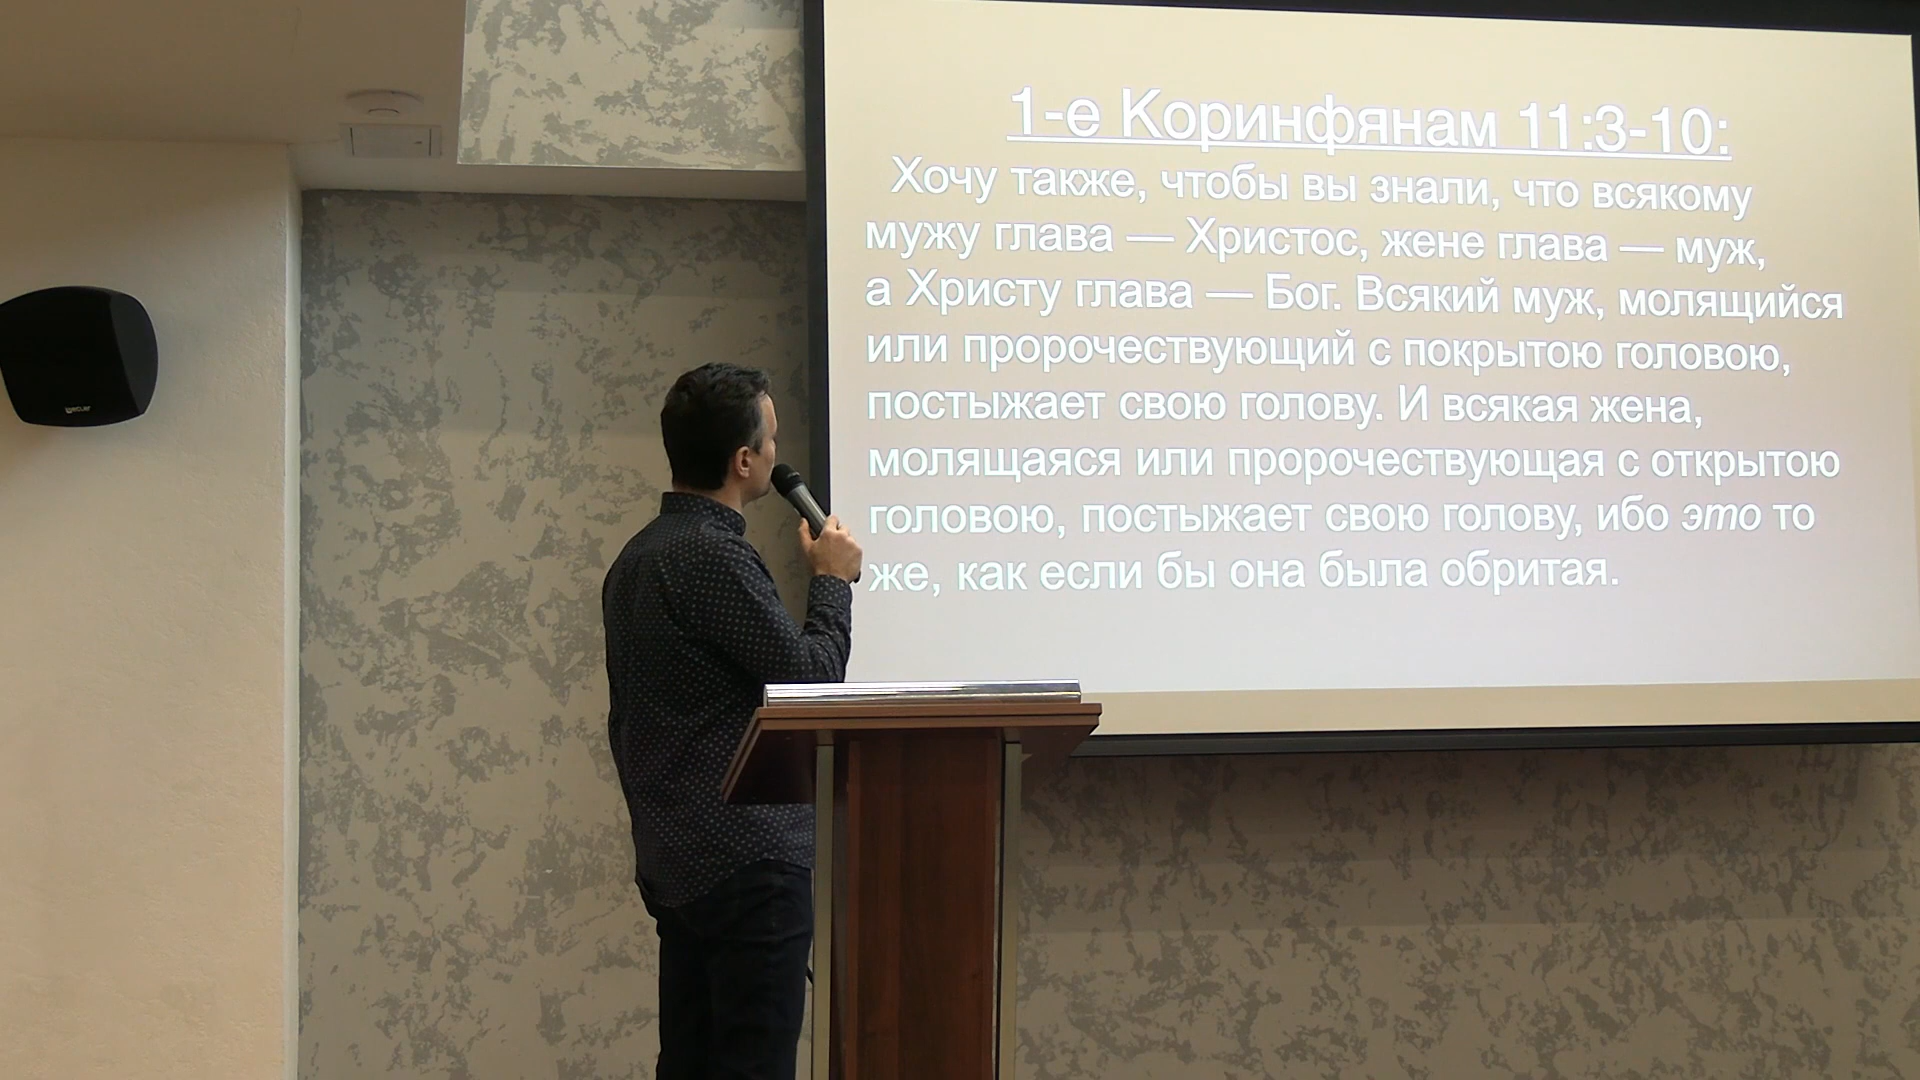 1-е Коринфянам 11:3-10:
Хочу также, чтобы вы знали, что всякому
мужу глава — Христос, жене глава — муж,
а Христу глава — Бог. Всякий муж, молящийся
или пророчествующий с покрытою головою,
постыжает свою голову. И всякая жена,
молящаяся или пророчествующая с открытою
головою, постыжает свою голову, ибо это то
же, как если бы она была обритая.